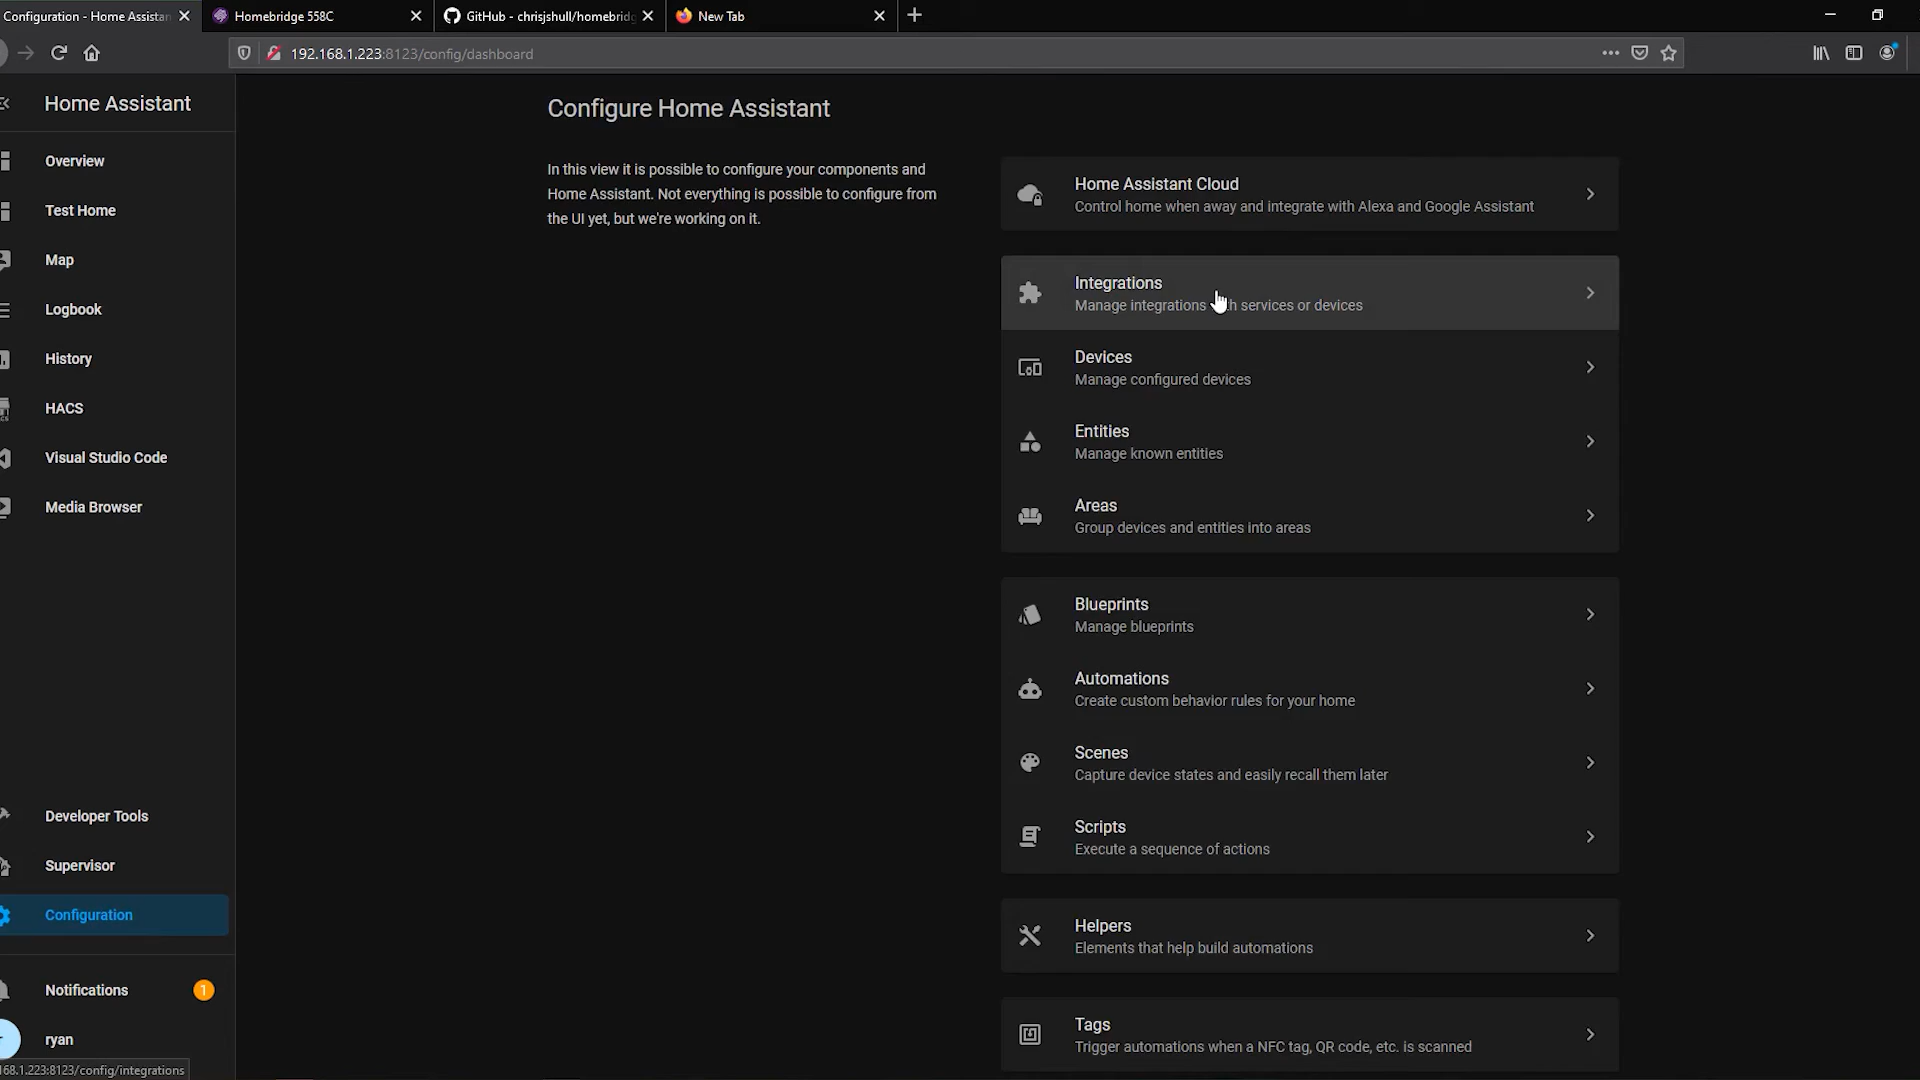 Configuration - Home Assistan
Homebridge 558C
GitHub - chrisjshull/homebridg
New Tab
192.168.1.223:8123/config/dashboard
Home Assistant
Overview
Test Home
Map
Logbook
History
HACS
Visual Studio Code
Media Browser
Developer Tools
Supervisor
Configuration
Notifications
1
ryan
168.1.223:8123/config/integrations
Configure Home Assistant
In this view it is possible to configure your components and
Home Assistant. Not everything is possible to configure from
the UI yet, but we're working on it.
Home Assistant Cloud
Control home when away and integrate with Alexa and Google Assistant
Integrations
Manage integrations th services or devices
Devices
Manage configured devices
Entities
Manage known entities
Areas
Group devices and entities into areas
Blueprints
Manage blueprints
Automations
Create custom behavior rules for your home
Scenes
Capture device states and easily recall them later
Scripts
Execute a sequence of actions
Helpers
Elements that help build automations
Tags
Trigger automations when a NFC tag, QR code, etc. is scanned